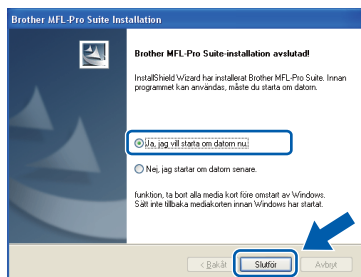 Brother MFL-Pro Suite Installation
Brother MFL-Pro Suite-installation avslutad!
InstallShield Wizard har installerat Brother MFL-Pro Suite. Innan
programmet kan användas, måste du starta om datorn.
Ja, jag vill starta om datorn nu.
Nej, jag startar om datorn senare.
funktion, ta bort alla media kort före omstart av Windows.
Sätt inte tillbaka mediakorten innan Windows har startat.
< Bakåt
Slutför
Avbryt